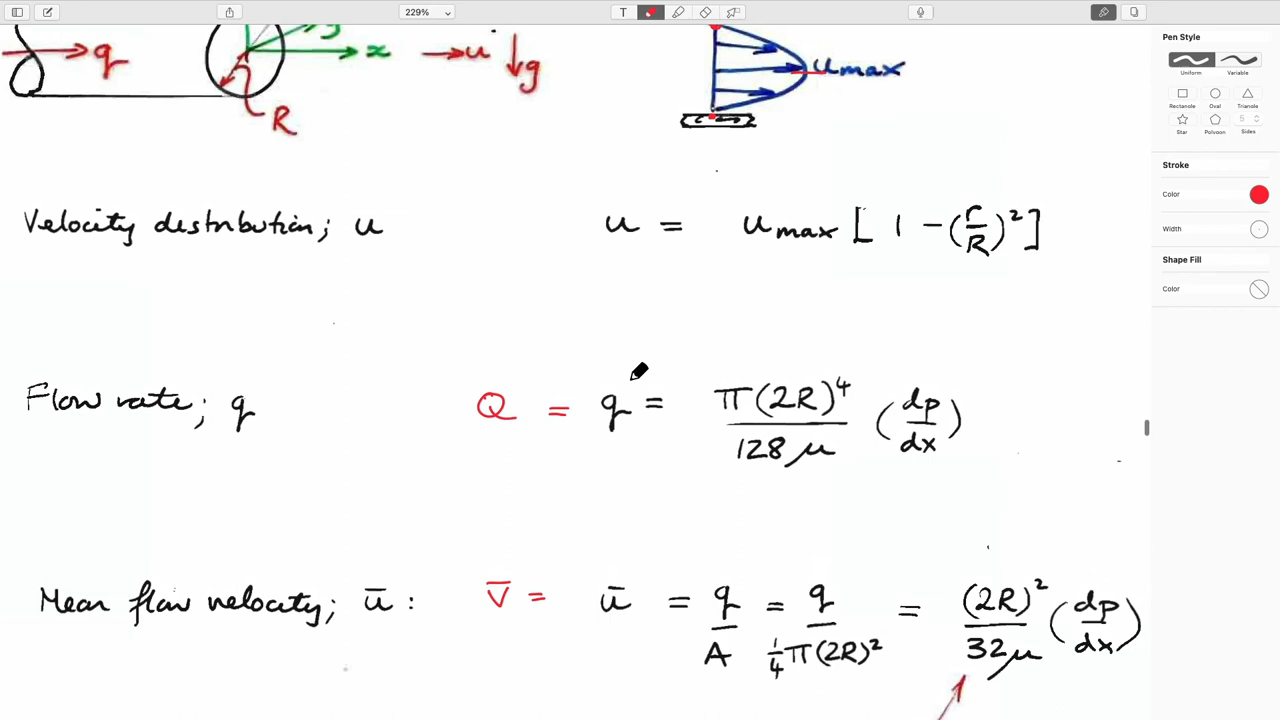 229%
T
Pen Style
Uniform Variable
Rectangle Oval Triangle
Star Polygon 5 Sides
Stroke
Color
Width
Shape Fill
Color
q
x
u
g
R
umax
Velocity distribution; u u = umax [ 1 − (r/R)² ]
Flow rate; q Q = q = π(2R)⁴/128μ (dp/dx)
Mean flow velocity; ū : V̄ = ū = q/A = q/¼π(2R)² = (2R)²/32μ (dp/dx)